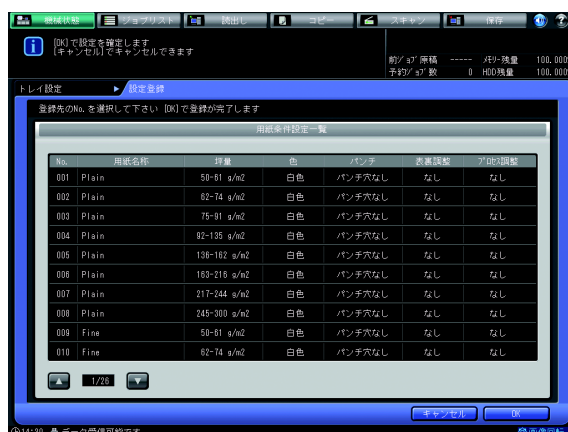 機械状態 ジョブリスト 読出し コピー スキャン 保存
[OK]で設定を確定します
[キャンセル]でキャンセルできます
前ジョブ原稿 ----- メモリー残量 100.000
予約ジョブ数 0 HDD残量 100.000
トレイ設定 ▶ 設定登録
登録先のNo.を選択して下さい [OK]で登録が完了します
用紙条件設定一覧
No. 用紙名称 坪量 色 パンチ 表裏調整 プロセス調整
001 Plain 50-61 g/m2 白色 パンチ穴なし なし なし
002 Plain 62-74 g/m2 白色 パンチ穴なし なし なし
003 Plain 75-91 g/m2 白色 パンチ穴なし なし なし
004 Plain 92-135 g/m2 白色 パンチ穴なし なし なし
005 Plain 136-162 g/m2 白色 パンチ穴なし なし なし
006 Plain 163-216 g/m2 白色 パンチ穴なし なし なし
007 Plain 217-244 g/m2 白色 パンチ穴なし なし なし
008 Plain 245-300 g/m2 白色 パンチ穴なし なし なし
009 Fine 50-61 g/m2 白色 パンチ穴なし なし なし
010 Fine 62-74 g/m2 白色 パンチ穴なし なし なし
1/26
キャンセル OK
14:30 データ受信可能です 画像回転